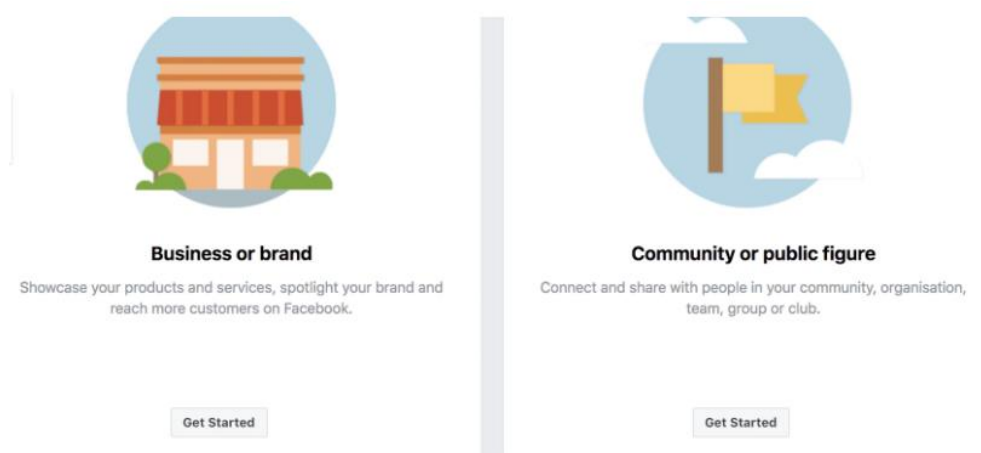 Business or brand
Showcase your products and services, spotlight your brand and
reach more customers on Facebook.
Get Started
Community or public figure
Connect and share with people in your community, organisation,
team, group or club.
Get Started